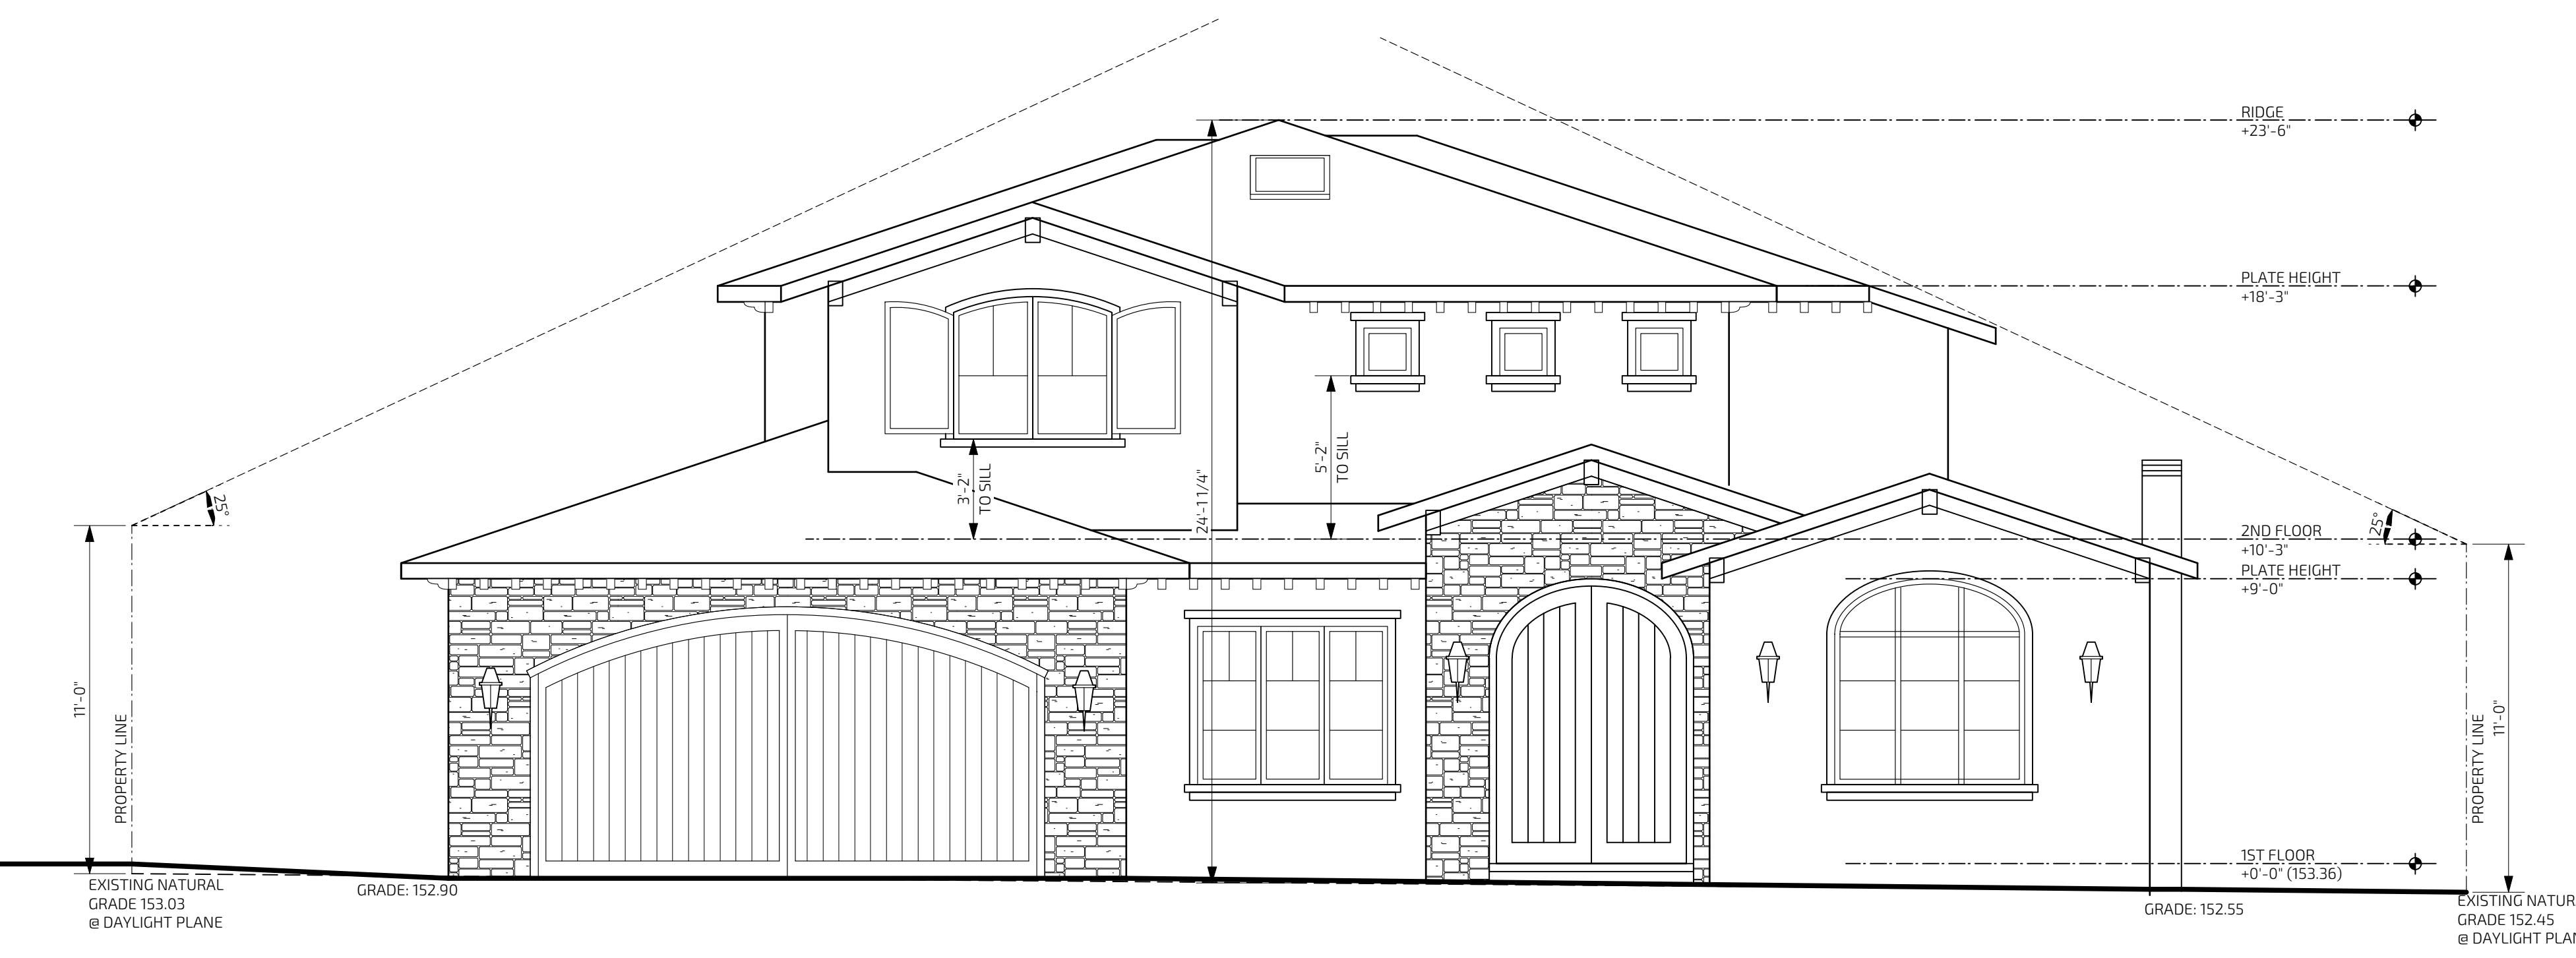 RIDGE
+23'-6"
PLATE HEIGHT
+18'-3"
5'-2"
TO SILL
3'-2"
TO SILL
24'-1 1/4"
25°
25°
2ND FLOOR
+10'-3"
PLATE HEIGHT
+9'-0"
11'-0"
PROPERTY LINE
PROPERTY LINE
11'-0"
1ST FLOOR
+0'-0" (153.36)
EXISTING NATURAL
GRADE 153.03
@ DAYLIGHT PLANE
GRADE: 152.90
GRADE: 152.55
EXISTING NATUR
GRADE 152.45
@ DAYLIGHT PLAN